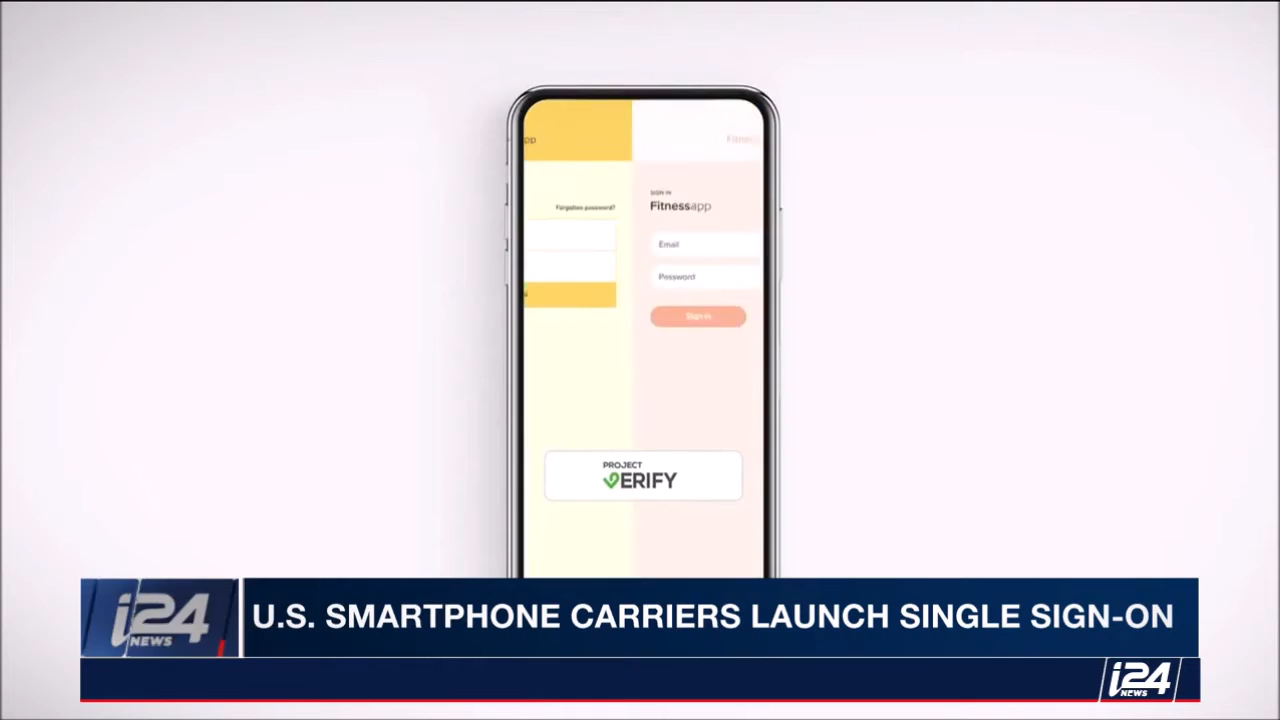 pp
Fitne
SIGN IN
Forgotten password?
Fitnessapp
Email
Password
Sign in
PROJECT
VERIFY
i24
NEWS
U.S. SMARTPHONE CARRIERS LAUNCH SINGLE SIGN-ON
i24
NEWS